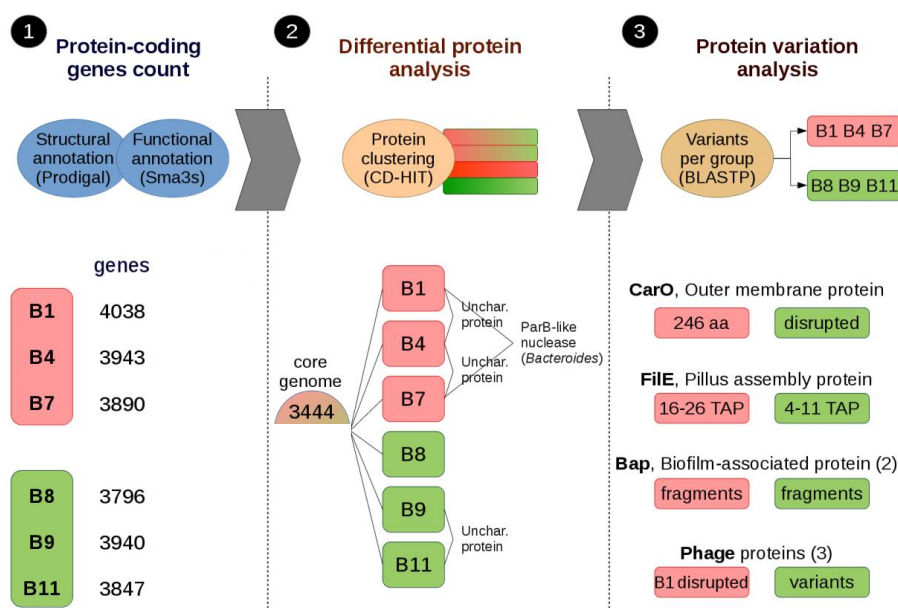 1
Protein-coding
genes count
Structural
annotation
(Prodigal)
Functional
annotation
(Sma3s)
genes
B1 4038
B4 3943
B7 3890
B8 3796
B9 3940
B11 3847
2
Differential protein
analysis
Protein
clustering
(CD-HIT)
core
genome
3444
B1
B4
B7
B8
B9
B11
Unchar.
protein
Unchar.
protein
ParB-like
nuclease
(Bacteroides)
Unchar.
protein
3
Protein variation
analysis
Variants
per group
(BLASTP)
B1 B4 B7
B8 B9 B11
CarO, Outer membrane protein
246 aa disrupted
FilE, Pillus assembly protein
16-26 TAP 4-11 TAP
Bap, Biofilm-associated protein (2)
fragments fragments
Phage proteins (3)
B1 disrupted variants